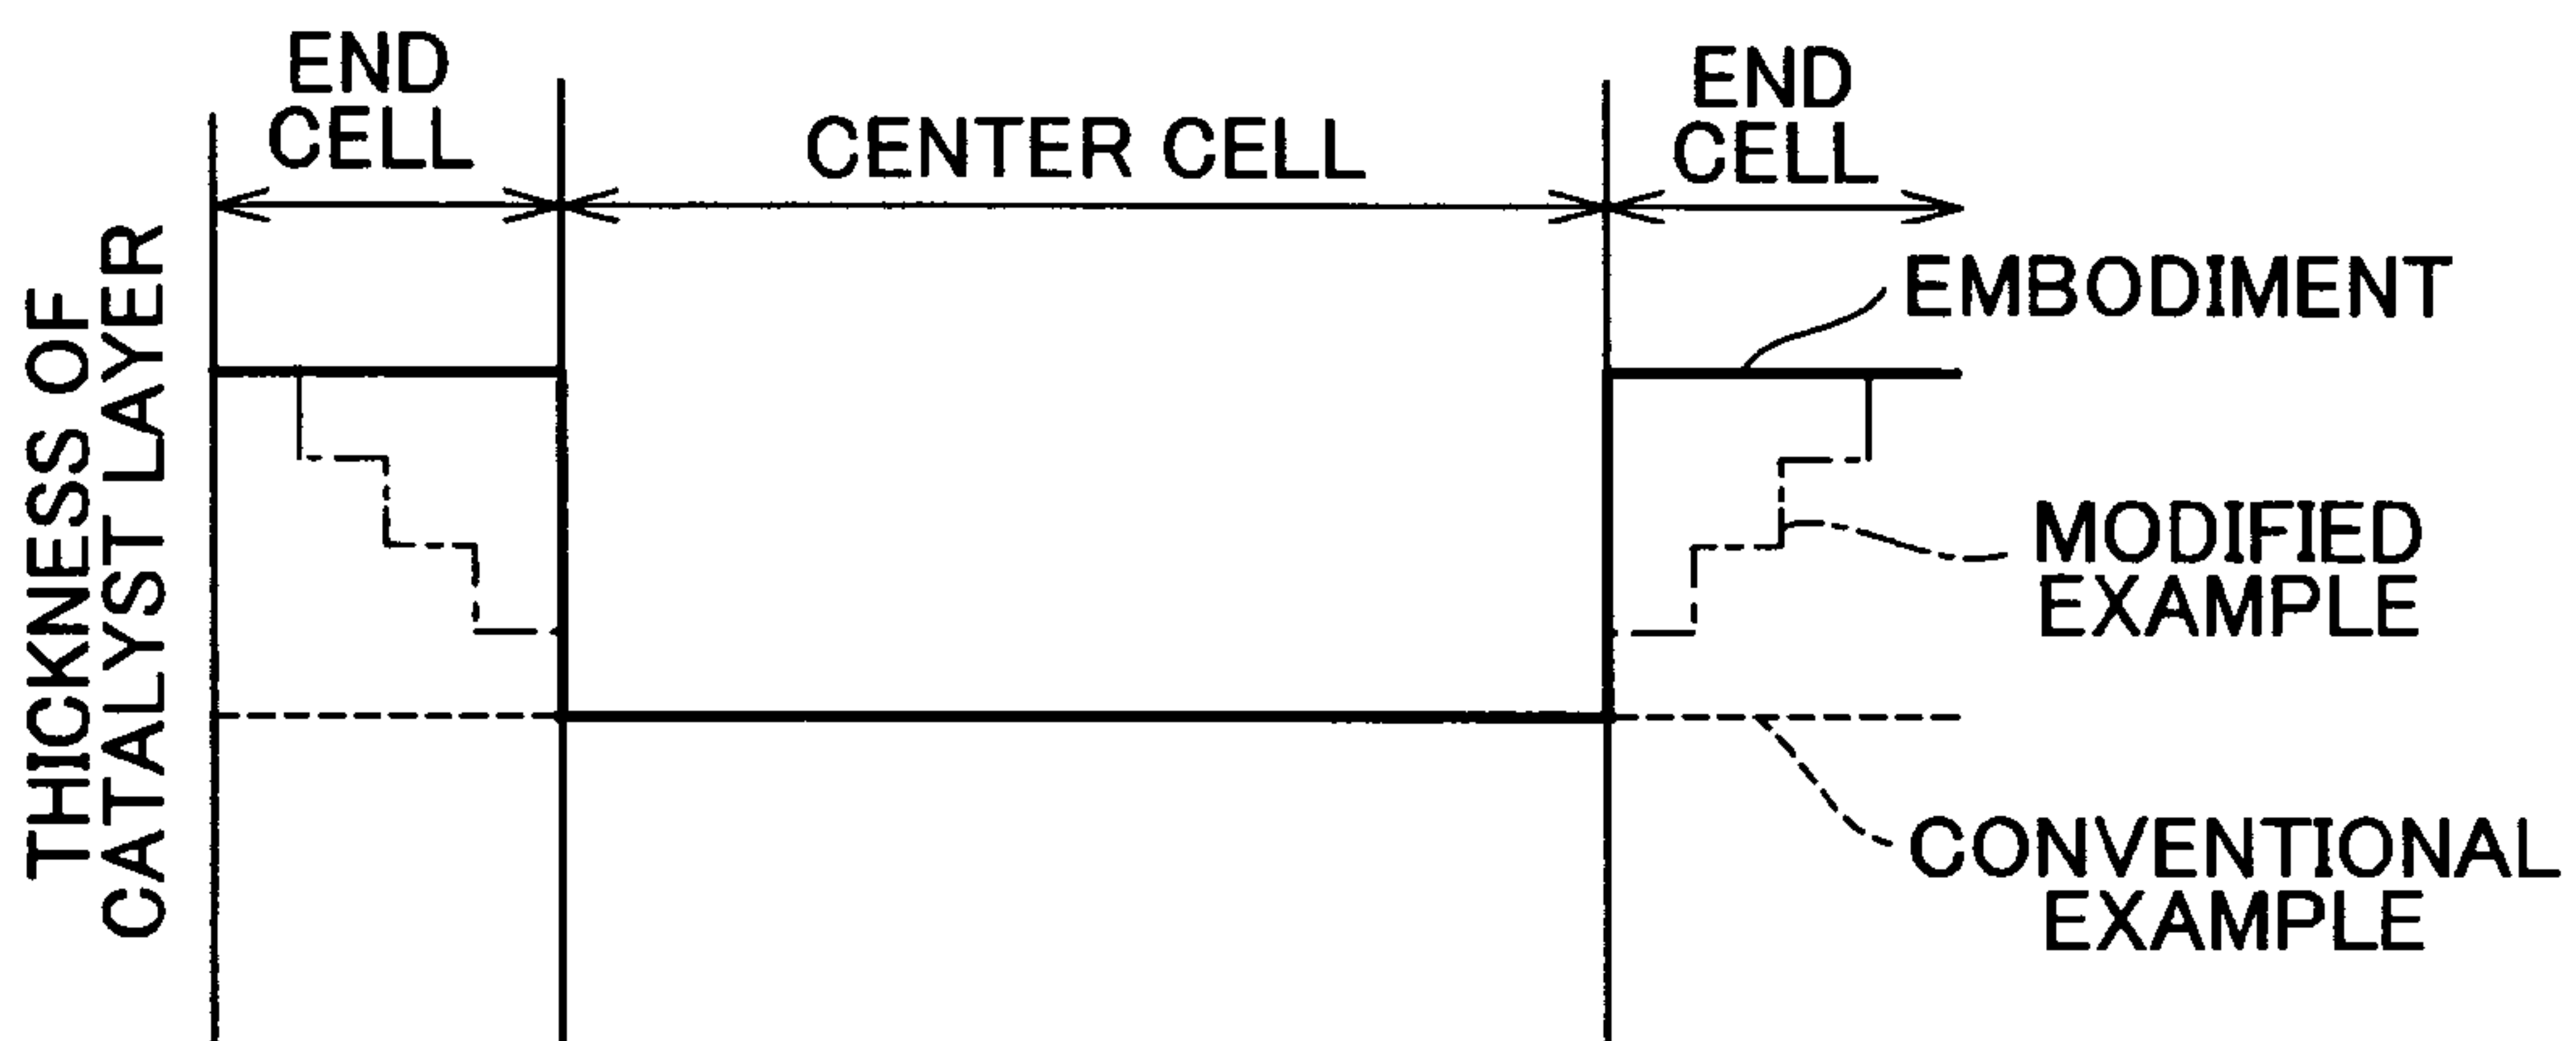 END
CELL
CENTER CELL
END
CELL
THICKNESS OF
CATALYST LAYER
EMBODIMENT
MODIFIED
EXAMPLE
CONVENTIONAL
EXAMPLE